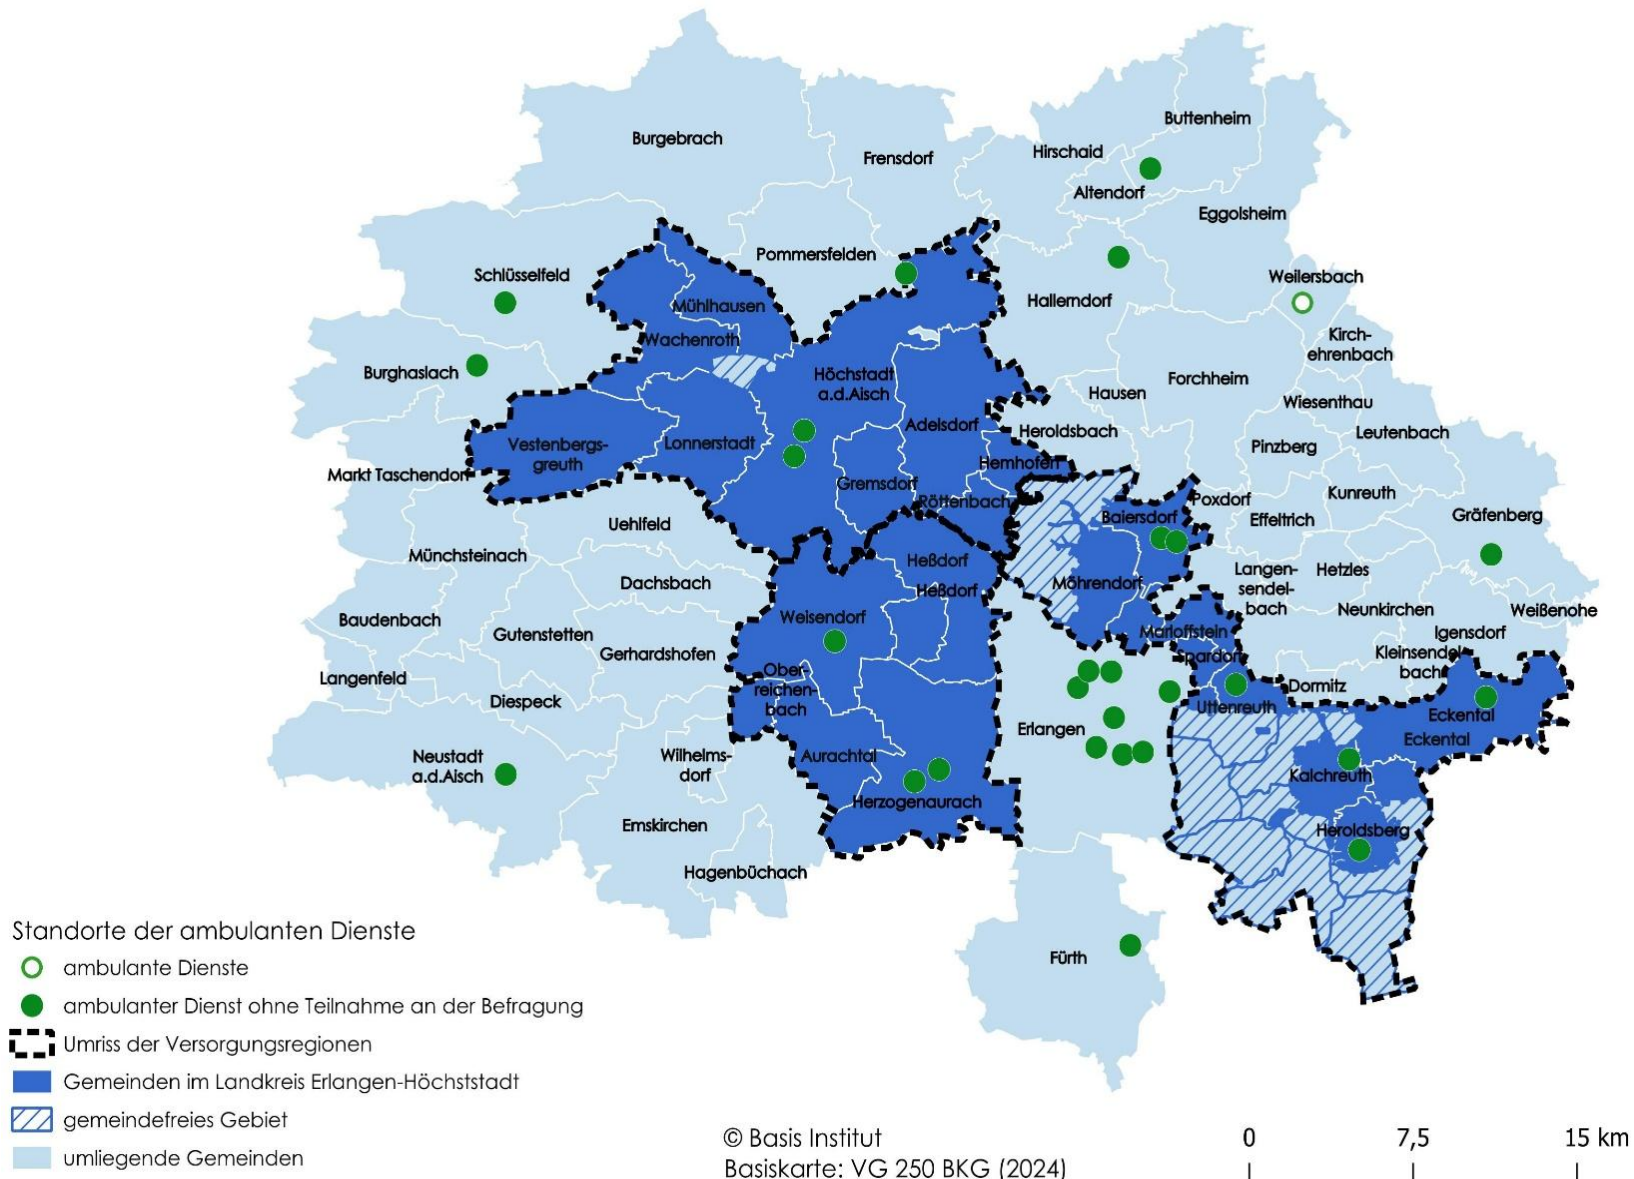 Buttenheim
Burgebrach
Hirschaid
Frensdorf
Altendorf
Eggolsheim
Pommersfelden
Schlüsselfeld
Weilersbach
Mühlhausen
Hallerndorf
Wachenroth
Kirch-
ehrenbach
Burghaslach
Höchstadt
a.d.Aisch
Forchheim
Hausen
Wiesenthau
Adelsdorf
Heroldsbach
Leutenbach
Vestenbergs-
greuth
Lonnerstadt
Pinzberg
Markt Taschendorf
Hemhofen
Gremsdorf
Röttenbach
Kunreuth
Poxdorf
Baiersdorf
Effeltrich
Gräfenberg
Uehlfeld
Münchsteinach
Heßdorf
Langen-
sendel-
bach
Hetzles
Dachsbach
Heßdorf
Möhrendorf
Neunkirchen
Weißenohe
Baudenbach
Weisendorf
Gutenstetten
Marloffstein
Igensdorf
Gerhardshofen
Spardorf
Kleinsendel-
bach
Langenfeld
Ober-
reichen-
bach
Dormitz
Diespeck
Uttenreuth
Eckental
Erlangen
Eckental
Neustadt
a.d.Aisch
Wilhelms-
dorf
Aurachtal
Kalchreuth
Herzogenaurach
Emskirchen
Heroldsberg
Hagenbüchach
Fürth
Standorte der ambulanten Dienste
ambulante Dienste
ambulanter Dienst ohne Teilnahme an der Befragung
Umriss der Versorgungsregionen
Gemeinden im Landkreis Erlangen-Höchststadt
gemeindefreies Gebiet
umliegende Gemeinden
© Basis Institut
Basiskarte: VG 250 BKG (2024)
0 7,5 15 km